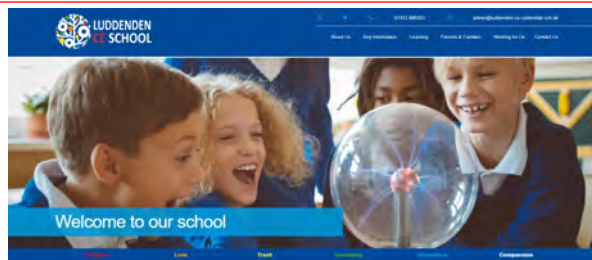 LUDDENDEN
CE SCHOOL
About Us Key Information Learning Parents & Families Working for Us Contact Us
Welcome to our school
Love Trust Compassion